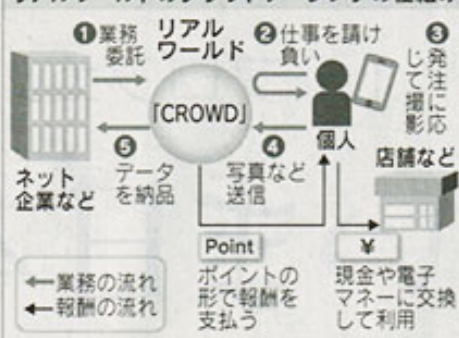 ❶業務
委託
リアル
ワールド
❷仕事を請け
負い
❸
発注に応
じて撮影
「CROWD」
個人
❺
データ
を納品
❹
写真など
送信
ネット
企業など
店舗など
Point
ポイントの
形で報酬を
支払う
¥
現金や電子
マネーに交換
して利用
←業務の流れ
←報酬の流れ